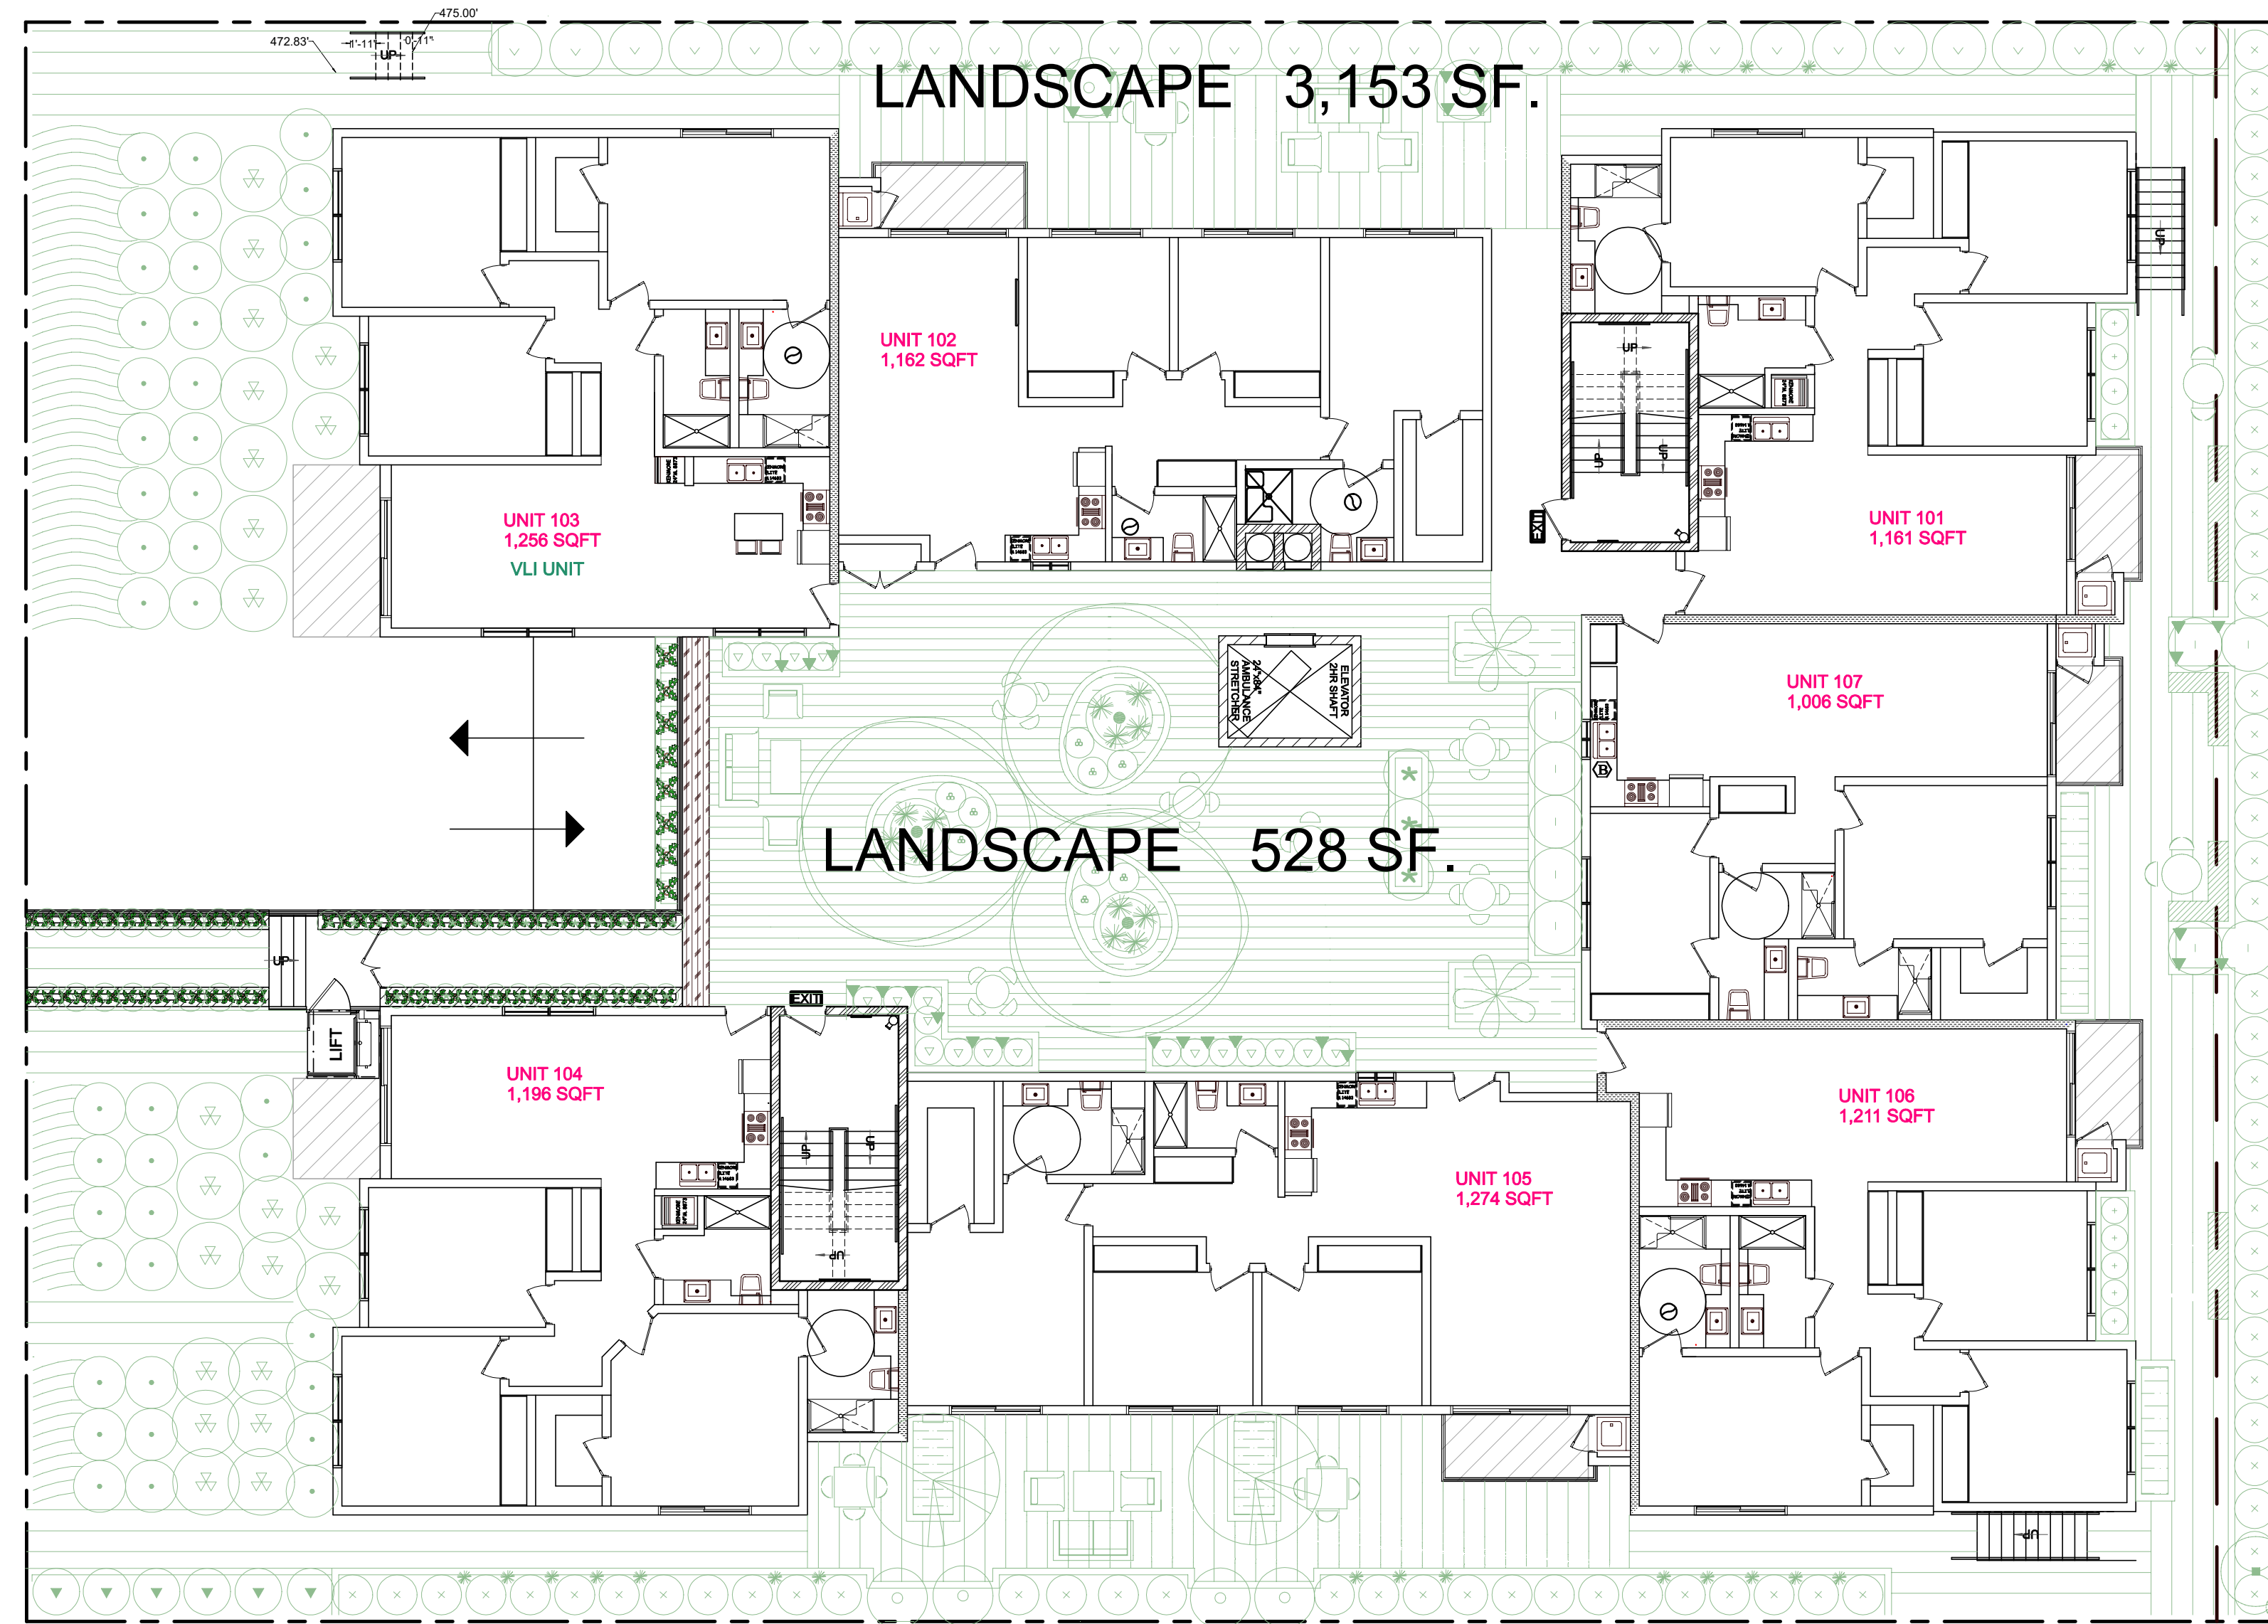 475.00'
472.83'
1'-11"
0'-11"
UP
LANDSCAPE 3,153 SF.
UP
UNIT 102
1,162 SQFT
UP
UP
UP
UNIT 103
1,256 SQFT
VLI UNIT
EXIT
UNIT 101
1,161 SQFT
ELEVATOR
2HR SHAFT
24"x84"
AMBULANCE
STRETCHER
UNIT 107
1,006 SQFT
B
LANDSCAPE 528 SF.
UP
EXIT
LIFT
UNIT 104
1,196 SQFT
UNIT 106
1,211 SQFT
UP
UP
UNIT 105
1,274 SQFT
UP
UP